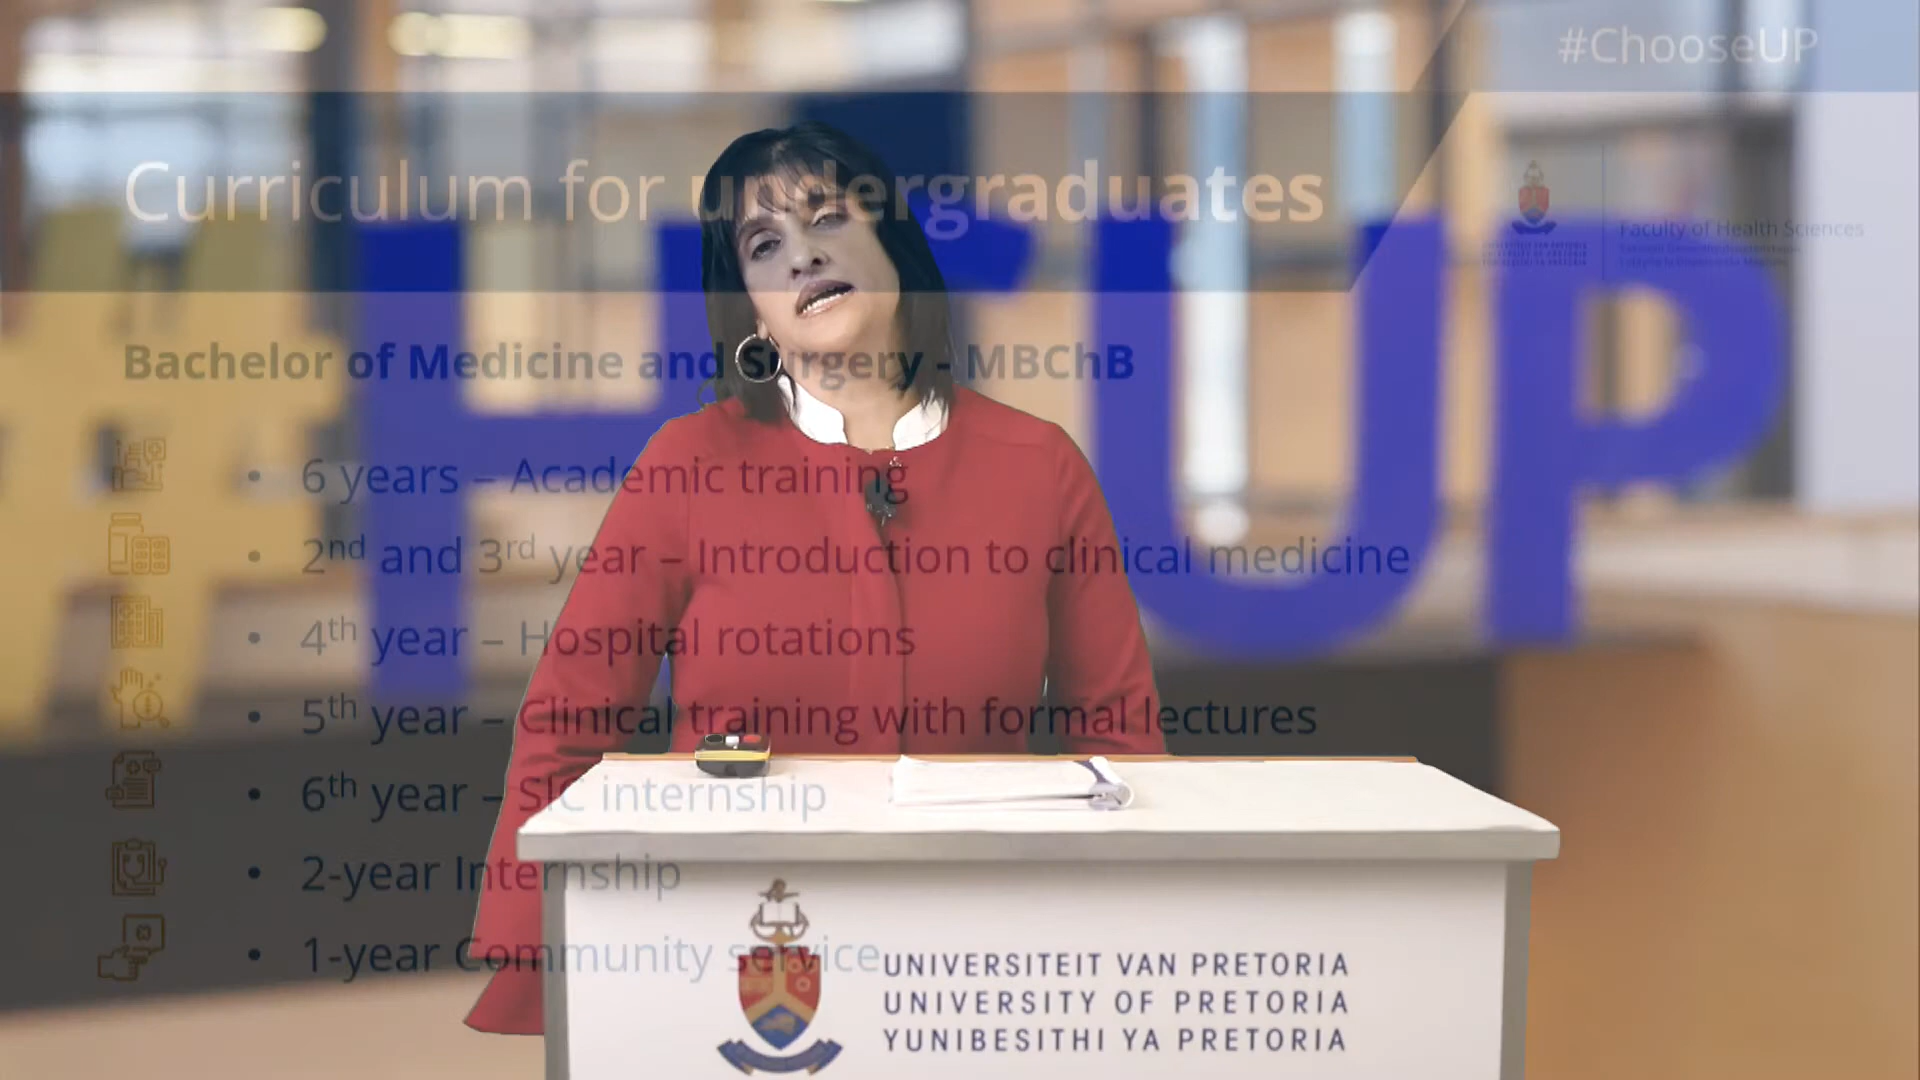 #ChooseUP
Curriculum for undergraduates
Faculty of Health Sciences
#UP
Bachelor of Medicine and Surgery - MBChB
• 6 years – Academic training
• 2nd and 3rd year – Introduction to clinical medicine
• 4th year – Hospital rotations
• 5th year – Clinical training with formal lectures
• 6th year – SIC internship
• 2-year Internship
• 1-year Community service
UNIVERSITEIT VAN PRETORIA
UNIVERSITY OF PRETORIA
YUNIBESITHI YA PRETORIA